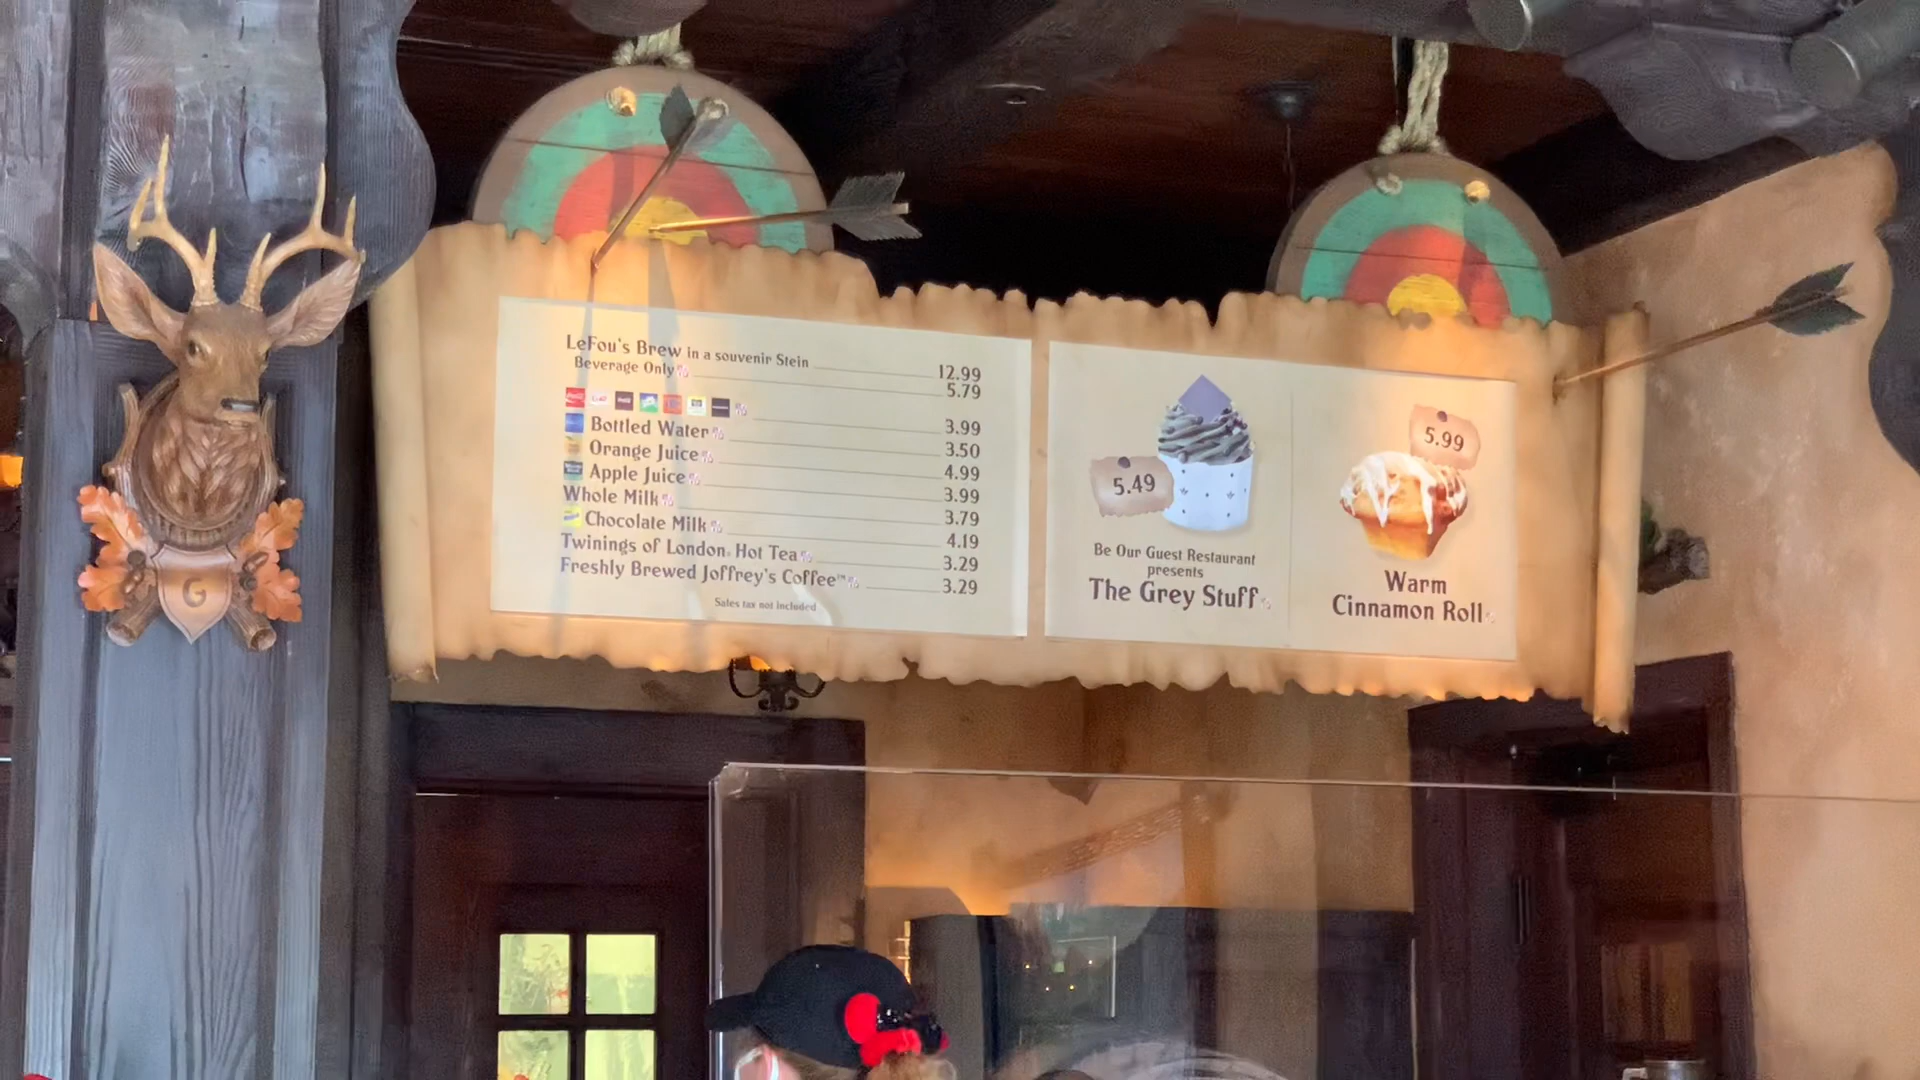 LeFou's Brew in a souvenir Stein 12.99
Beverage Only 5.79
3.99
Bottled Water 3.50
Orange Juice 4.99
Apple Juice 3.99
Whole Milk 3.79
Chocolate Milk 4.19
Twinings of London Hot Tea 3.29
Freshly Brewed Joffrey's Coffee™ 3.29
Sales tax not included
5.49
Be Our Guest Restaurant
presents
The Grey Stuff
5.99
Warm
Cinnamon Roll
G